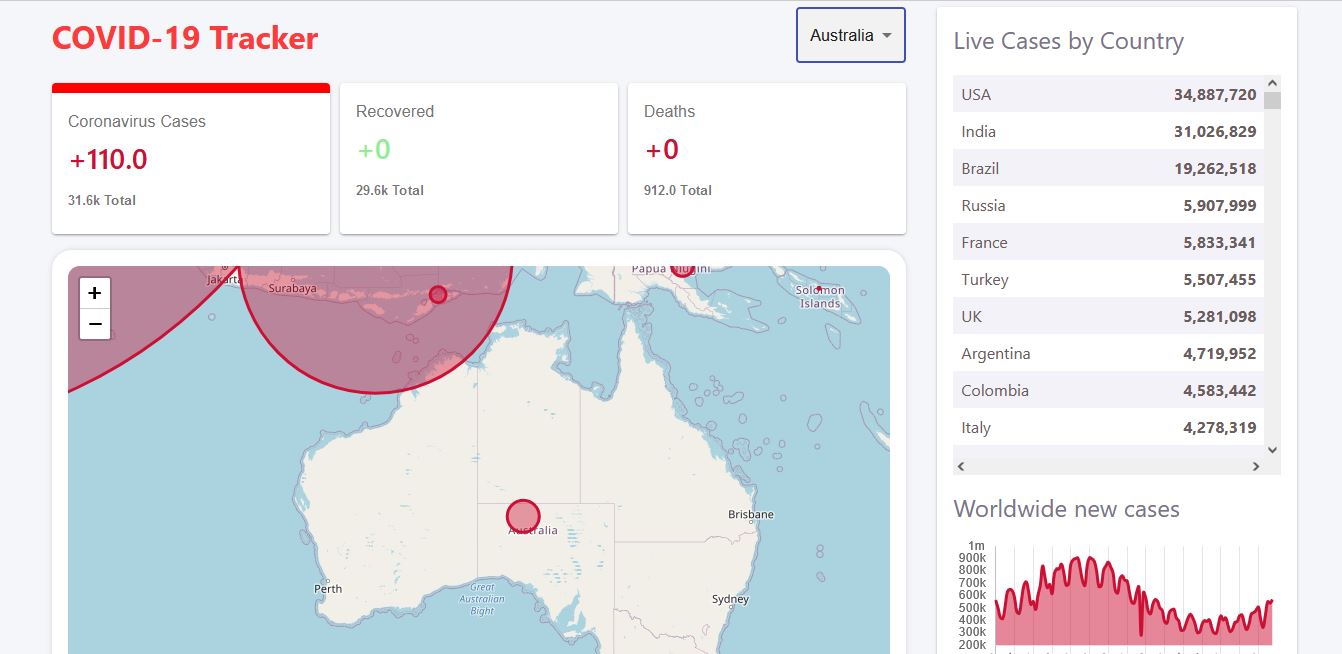 COVID-19 Tracker
Australia
Coronavirus Cases
+110.0
31.6k Total
Recovered
+0
29.6k Total
Deaths
+0
912.0 Total
+
−
Jakarta
Surabaya
Papua
Solomon
Islands
Australia
Brisbane
Perth
Great
Australian
Bight
Sydney
Live Cases by Country
USA 34,887,720
India 31,026,829
Brazil 19,262,518
Russia 5,907,999
France 5,833,341
Turkey 5,507,455
UK 5,281,098
Argentina 4,719,952
Colombia 4,583,442
Italy 4,278,319
Worldwide new cases
1m
900k
800k
700k
600k
500k
400k
300k
200k